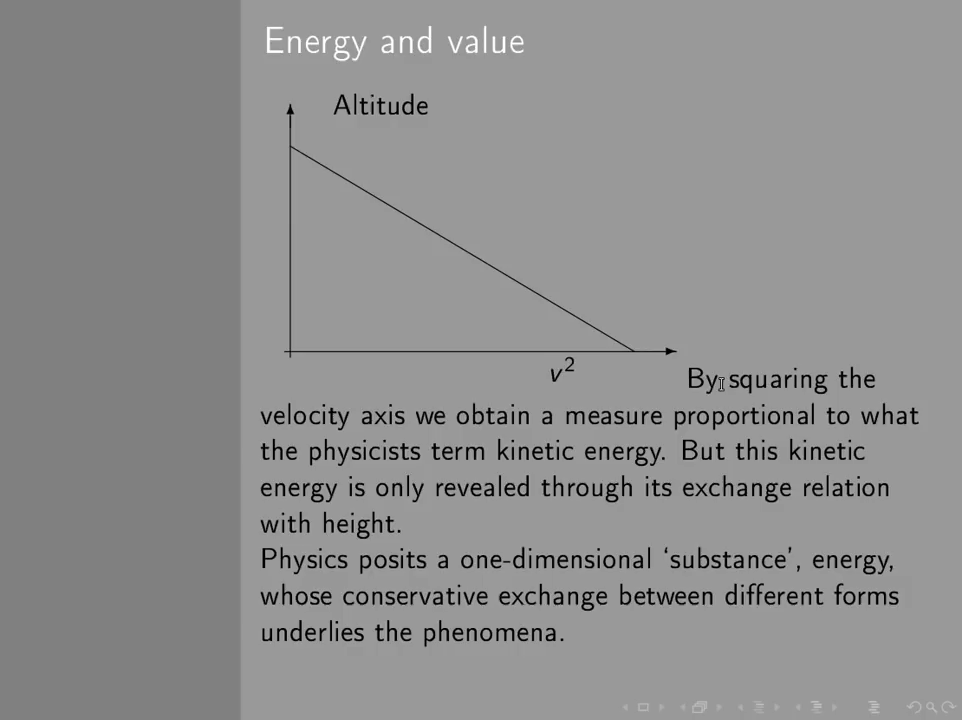 Energy and value
Altitude
v²
By squaring the
velocity axis we obtain a measure proportional to what
the physicists term kinetic energy. But this kinetic
energy is only revealed through its exchange relation
with height.
Physics posits a one-dimensional ‘substance’, energy,
whose conservative exchange between different forms
underlies the phenomena.